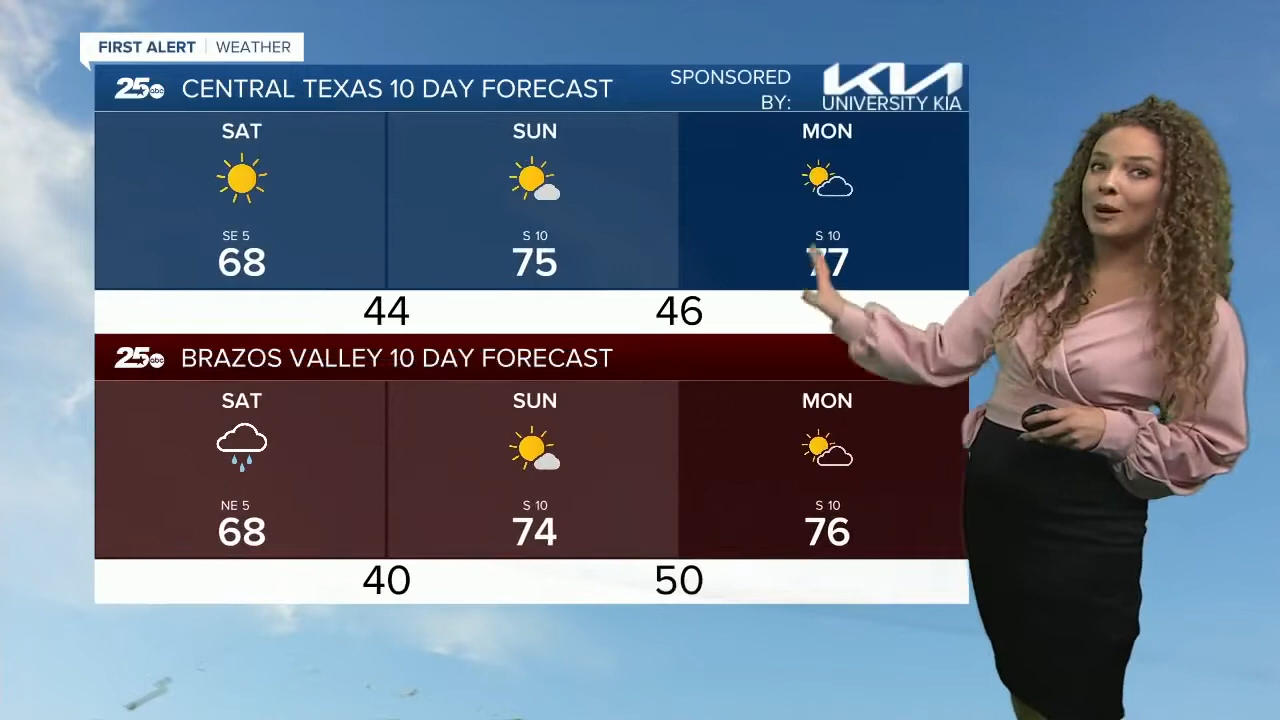 FIRST ALERT | WEATHER
25 abc CENTRAL TEXAS 10 DAY FORECAST
SPONSORED
BY:
KIA
UNIVERSITY KIA
SAT SUN MON
SE 5 S 10 S 10
68 75 77
44 46
25 abc BRAZOS VALLEY 10 DAY FORECAST
SAT SUN MON
NE 5 S 10 S 10
68 74 76
40 50